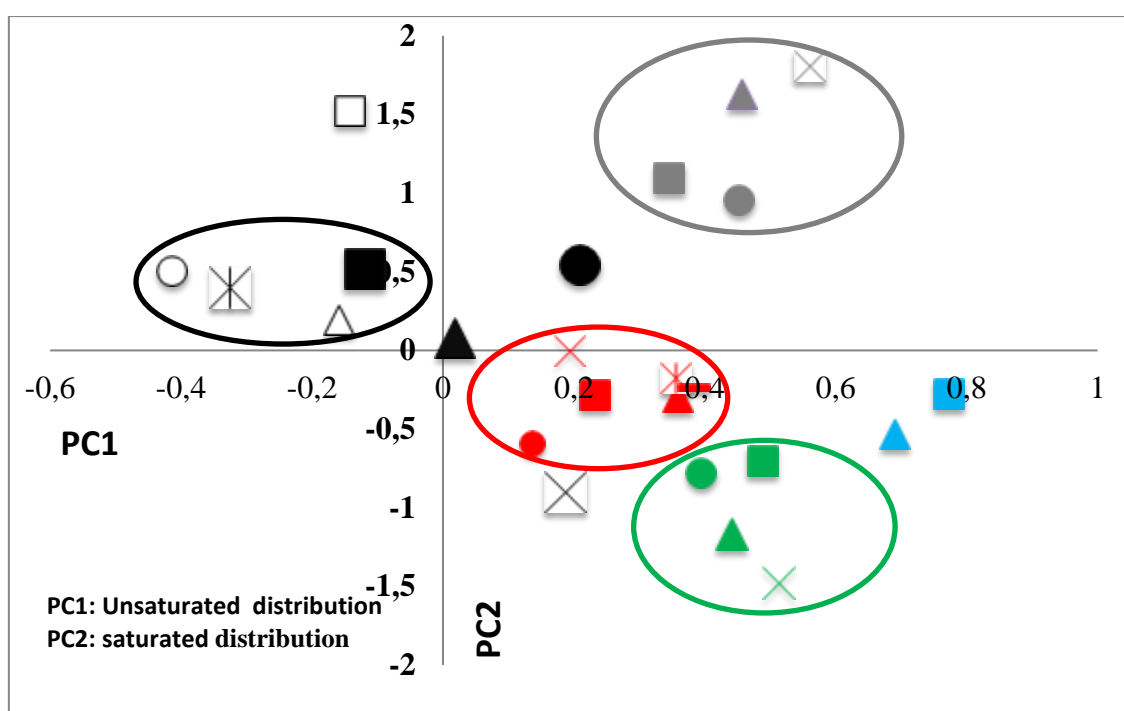 2
1,5
1
0,5
0
-0,6 -0,4 -0,2 0 0,2 0,4 0,6 0,8 1
-0,5
PC1
-1
-1,5
PC1: Unsaturated distribution
PC2: saturated distribution
PC2
-2